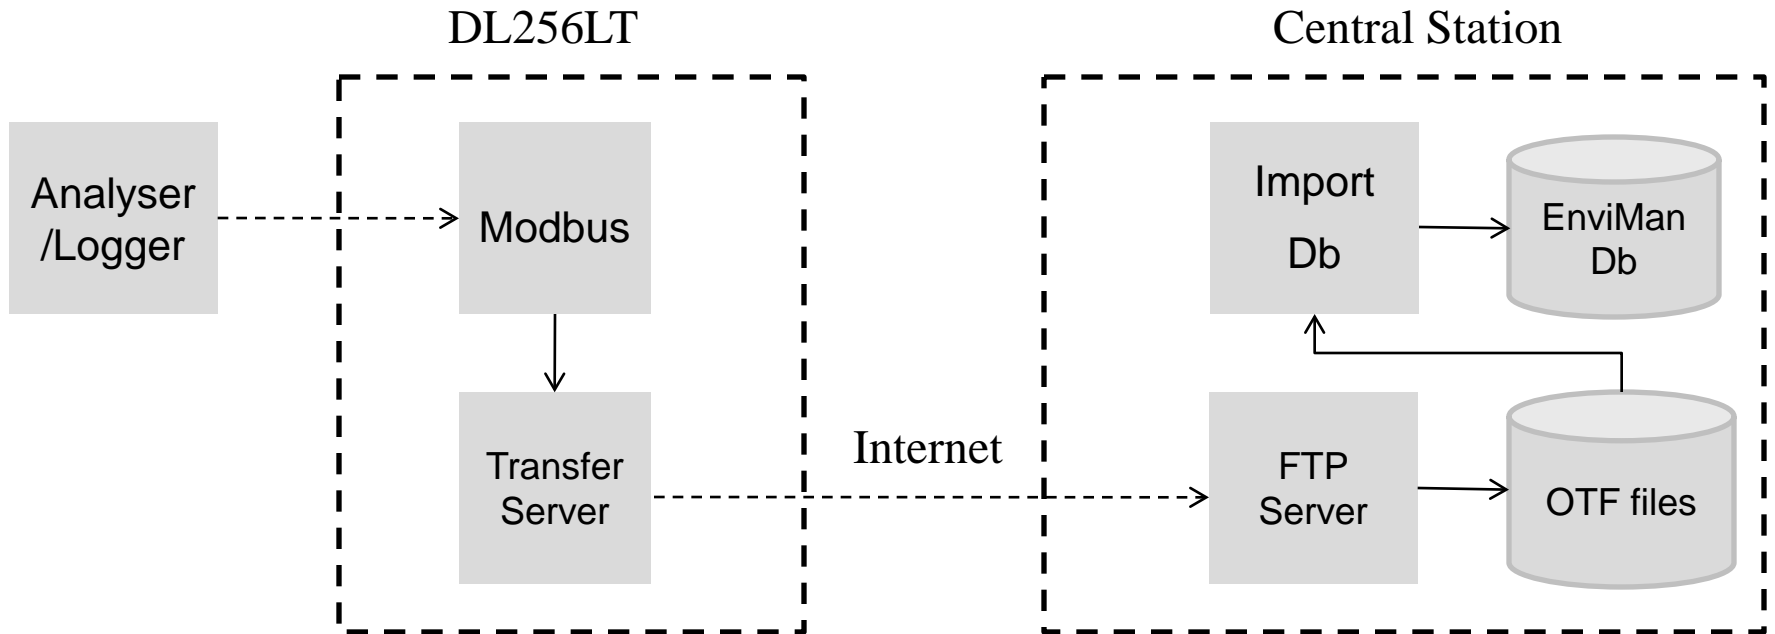 DL256LT
Central Station
Analyser
/Logger
Modbus
Import
Db
EnviMan
Db
Transfer
Server
Internet
FTP
Server
OTF files